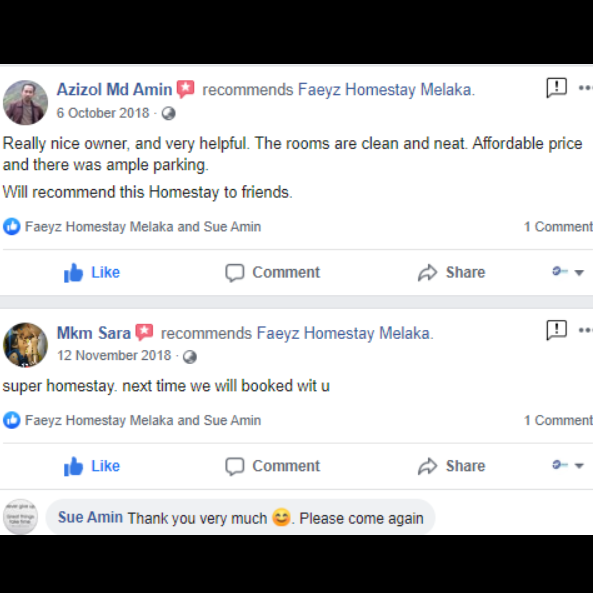 Azizol Md Amin recommends Faeyz Homestay Melaka.
6 October 2018 ·
Really nice owner, and very helpful. The rooms are clean and neat. Affordable price
and there was ample parking.
Will recommend this Homestay to friends.
Faeyz Homestay Melaka and Sue Amin 1 Comment
Like Comment Share
Mkm Sara recommends Faeyz Homestay Melaka.
12 November 2018 ·
super homestay. next time we will booked wit u
Faeyz Homestay Melaka and Sue Amin 1 Comment
Like Comment Share
Sue Amin Thank you very much 😊. Please come again